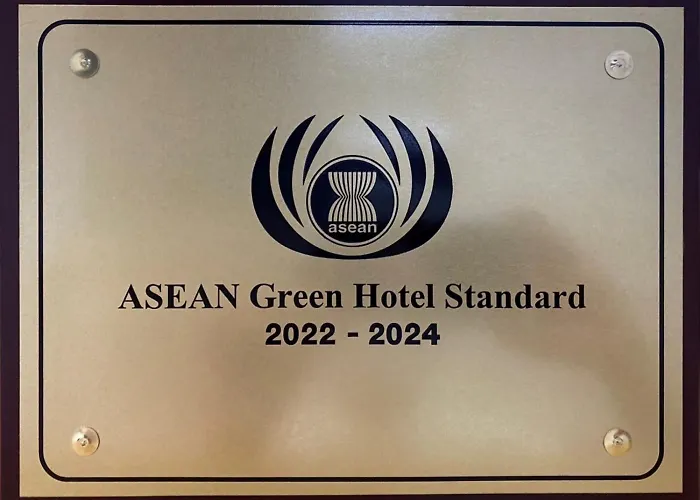 asean
ASEAN Green Hotel Standard
2022 - 2024